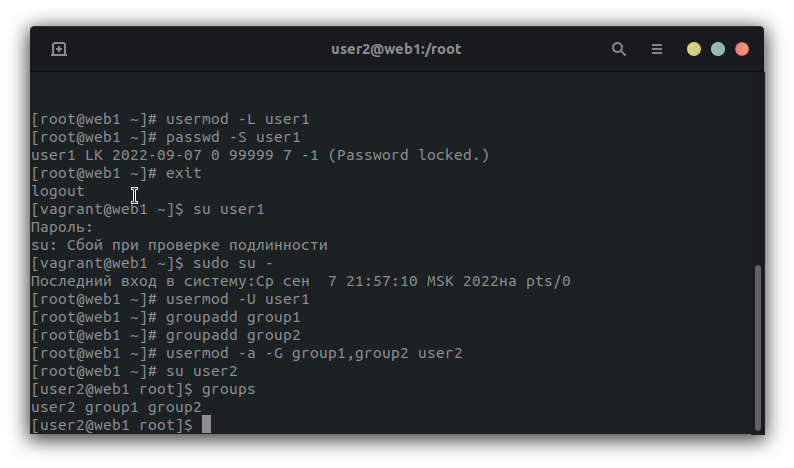 user2@web1:/root
[root@web1 ~]# usermod -L user1
[root@web1 ~]# passwd -S user1
user1 LK 2022-09-07 0 99999 7 -1 (Password locked.)
[root@web1 ~]# exit
logout
[vagrant@web1 ~]$ su user1
Пароль:
su: Сбой при проверке подлинности
[vagrant@web1 ~]$ sudo su -
Последний вход в систему:Ср сен  7 21:57:10 MSK 2022на pts/0
[root@web1 ~]# usermod -U user1
[root@web1 ~]# groupadd group1
[root@web1 ~]# groupadd group2
[root@web1 ~]# usermod -a -G group1,group2 user2
[root@web1 ~]# su user2
[user2@web1 root]$ groups
user2 group1 group2
[user2@web1 root]$